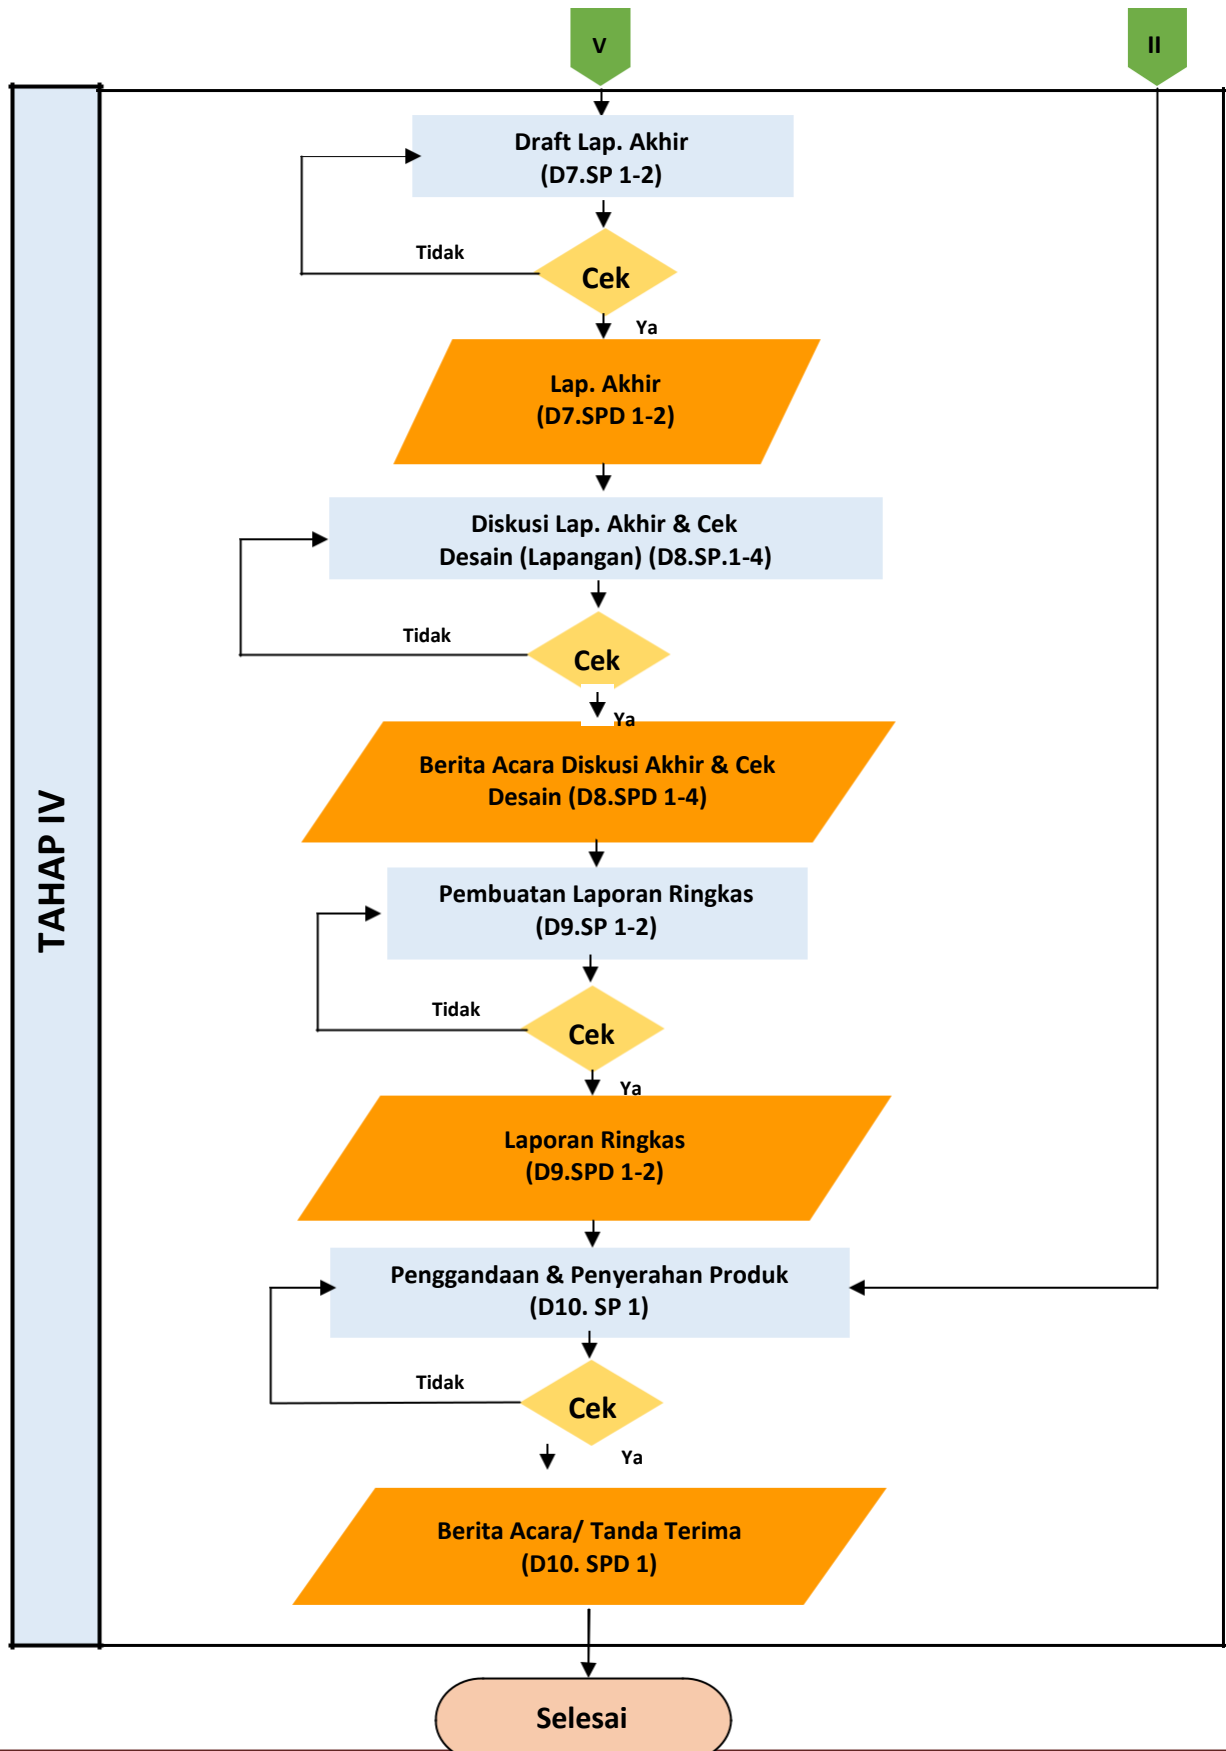 V
II
Draft Lap. Akhir
(D7.SP 1-2)
Tidak
Cek
Ya
Lap. Akhir
(D7.SPD 1-2)
Diskusi Lap. Akhir & Cek
Desain (Lapangan) (D8.SP.1-4)
Tidak
Cek
Ya
Berita Acara Diskusi Akhir & Cek
Desain (D8.SPD 1-4)
TAHAP IV
Pembuatan Laporan Ringkas
(D9.SP 1-2)
Tidak
Cek
Ya
Laporan Ringkas
(D9.SPD 1-2)
Penggandaan & Penyerahan Produk
(D10. SP 1)
Tidak
Cek
Ya
Berita Acara/ Tanda Terima
(D10. SPD 1)
Selesai